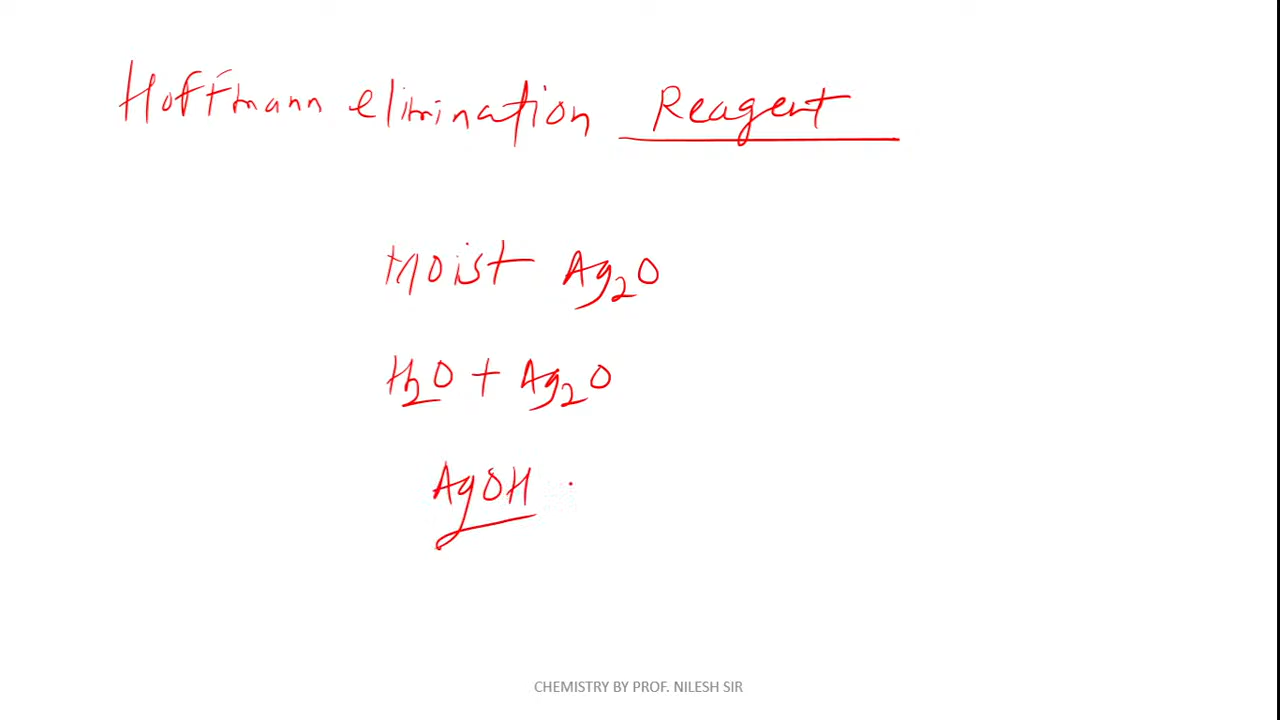 Hoffmann elimination Reagent
Moist Ag₂O
H₂O + Ag₂O
AgOH
CHEMISTRY BY PROF. NILESH SIR